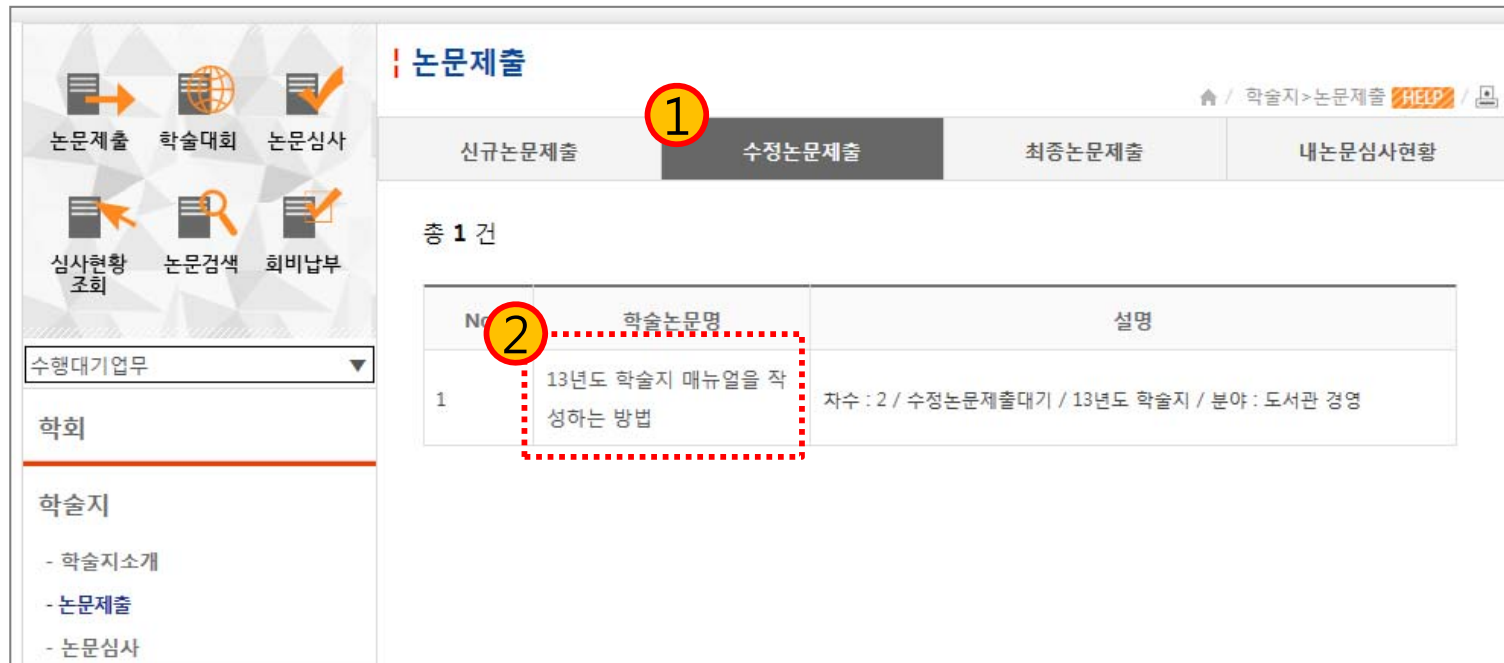 논문제출
학술대회
논문심사
심사현황
조회
논문검색
회비납부
수행대기업무 ▼
학회
학술지
- 학술지소개
- 논문제출
- 논문심사
논문제출
/ 학술지>논문제출 HELP /
1
신규논문제출
수정논문제출
최종논문제출
내논문심사현황
총 1 건
2
학술논문명
설명
1
13년도 학술지 매뉴얼을 작
성하는 방법
차수 : 2 / 수정논문제출대기 / 13년도 학술지 / 분야 : 도서관 경영